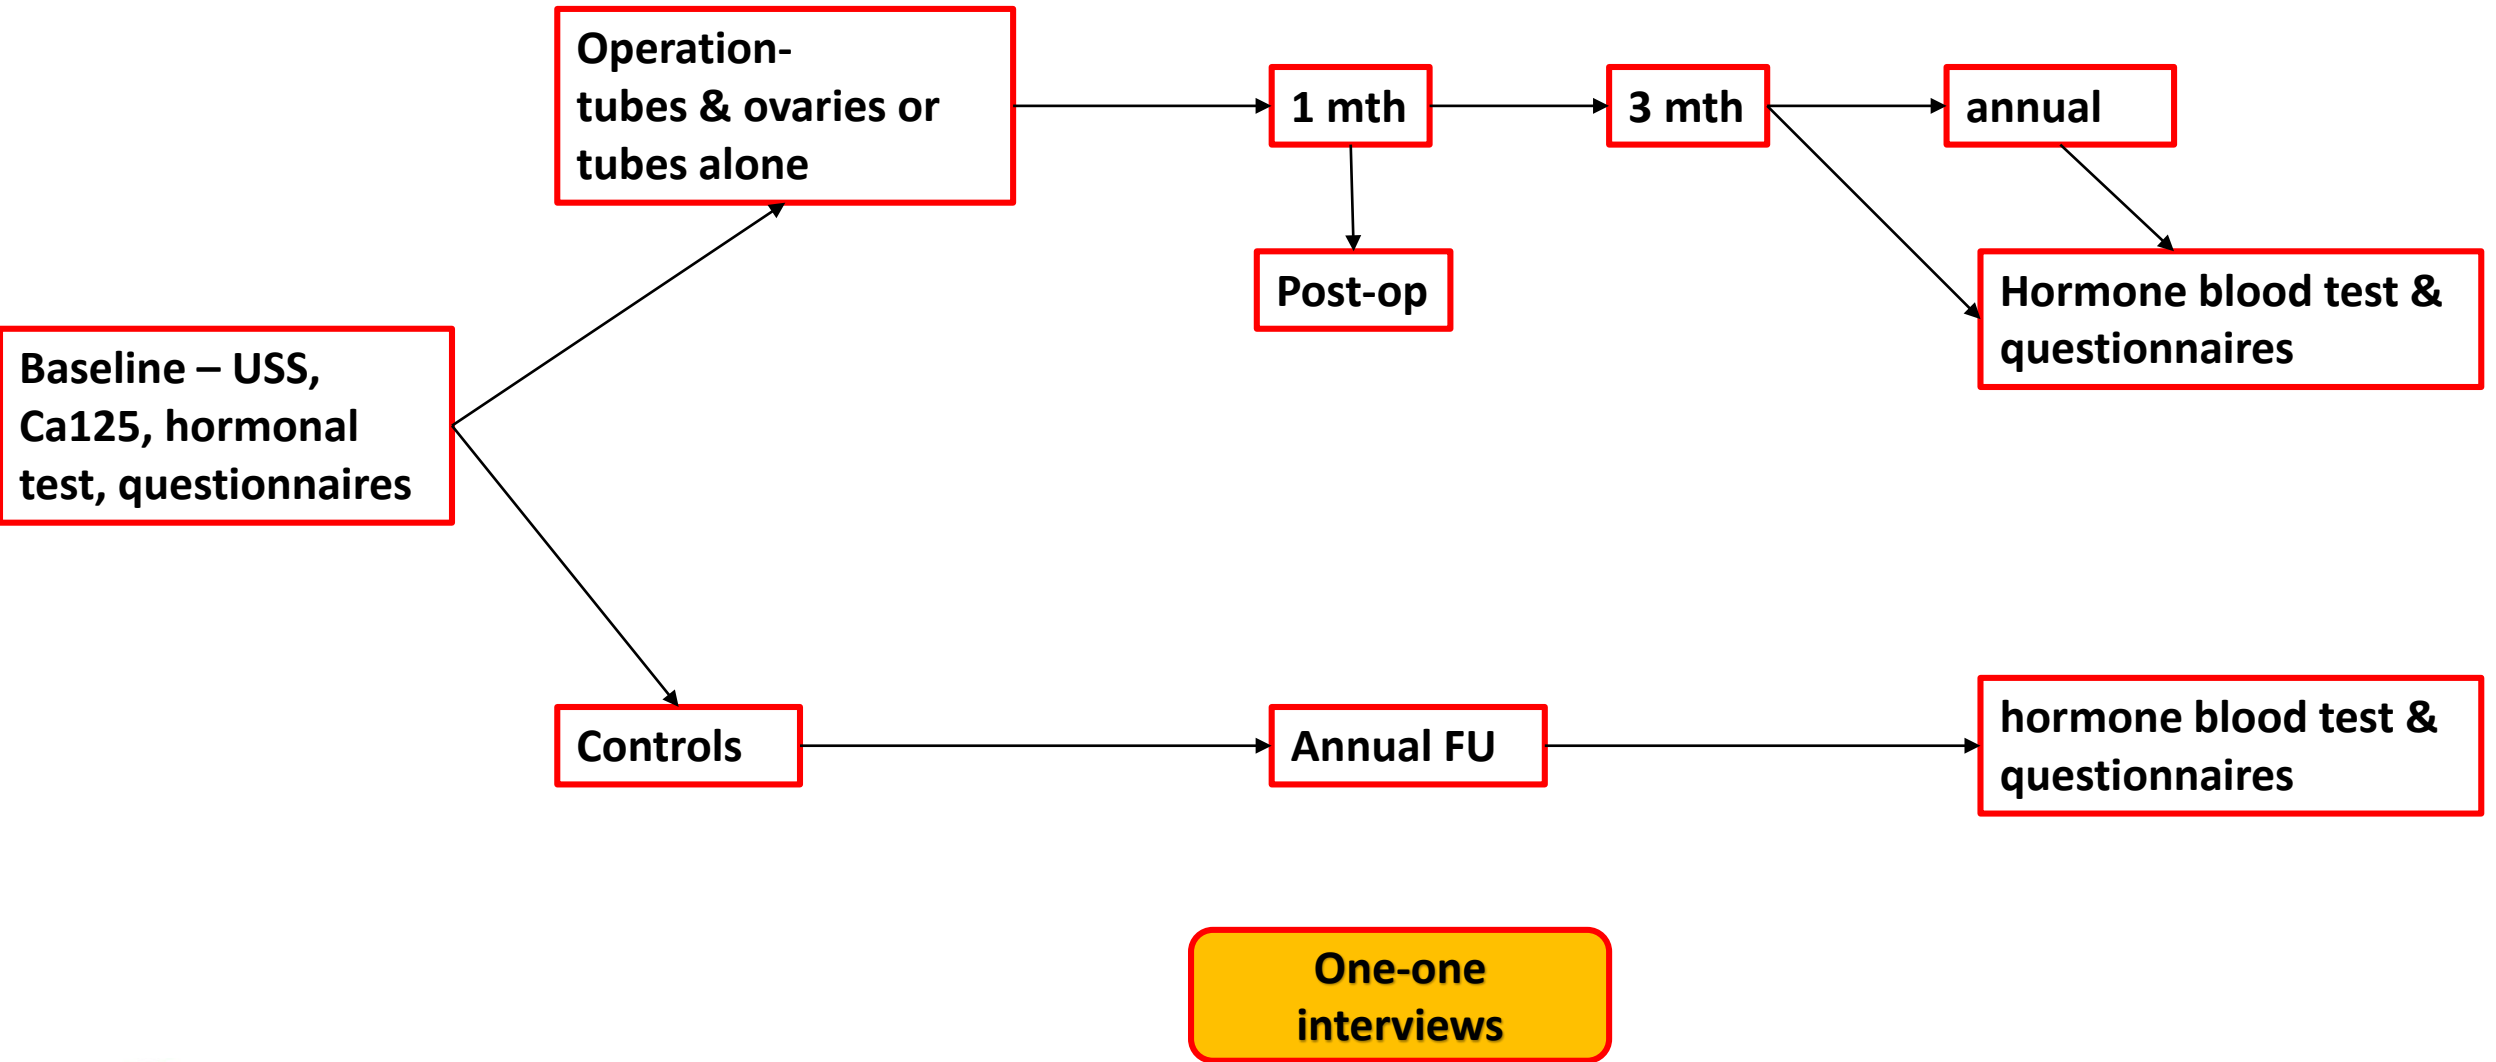 Operation-
tubes & ovaries or
tubes alone
1 mth
3 mth
annual
Post-op
Hormone blood test &
questionnaires
Baseline – USS,
Ca125, hormonal
test, questionnaires
Controls
Annual FU
hormone blood test &
questionnaires
One-one
interviews